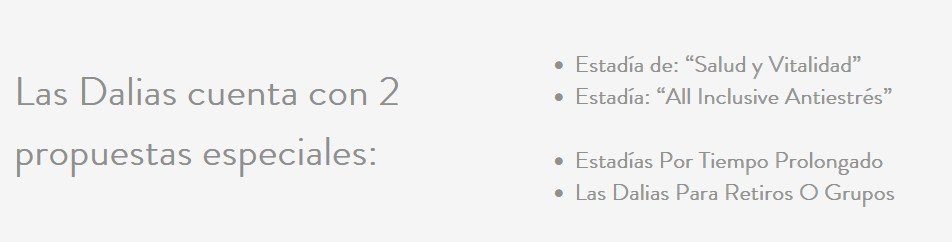 Las Dalias cuenta con 2
propuestas especiales:
• Estadía de: “Salud y Vitalidad”
• Estadía: “All Inclusive Antiestrés”
• Estadías Por Tiempo Prolongado
• Las Dalias Para Retiros O Grupos